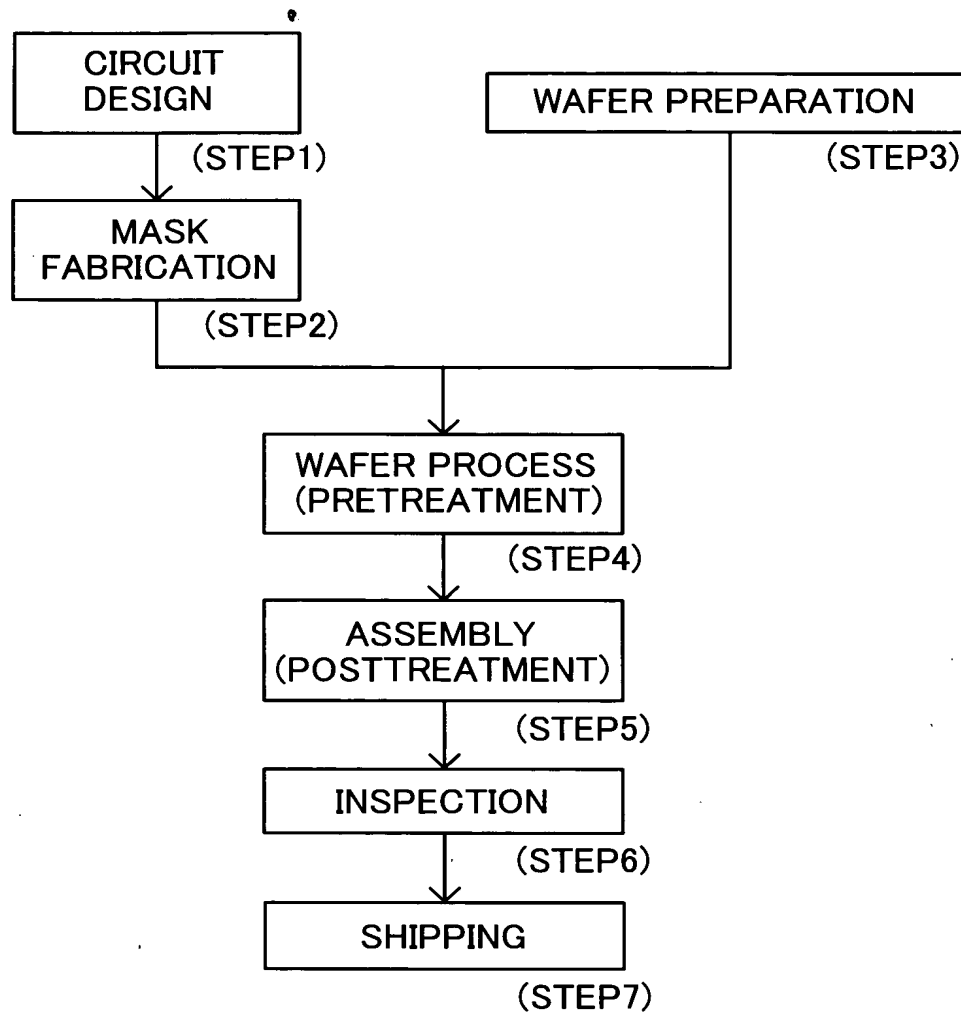 CIRCUIT
DESIGN
(STEP1)
WAFER PREPARATION
(STEP3)
MASK
FABRICATION
(STEP2)
WAFER PROCESS
(PRETREATMENT)
(STEP4)
ASSEMBLY
(POSTTREATMENT)
(STEP5)
INSPECTION
(STEP6)
SHIPPING
(STEP7)